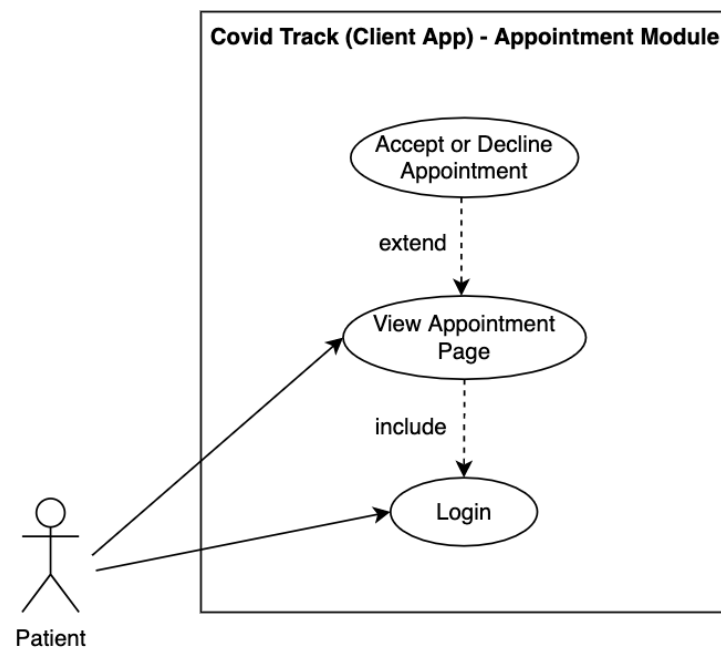 Covid Track (Client App) - Appointment Module
Accept or Decline
Appointment
extend
View Appointment
Page
include
Login
Patient